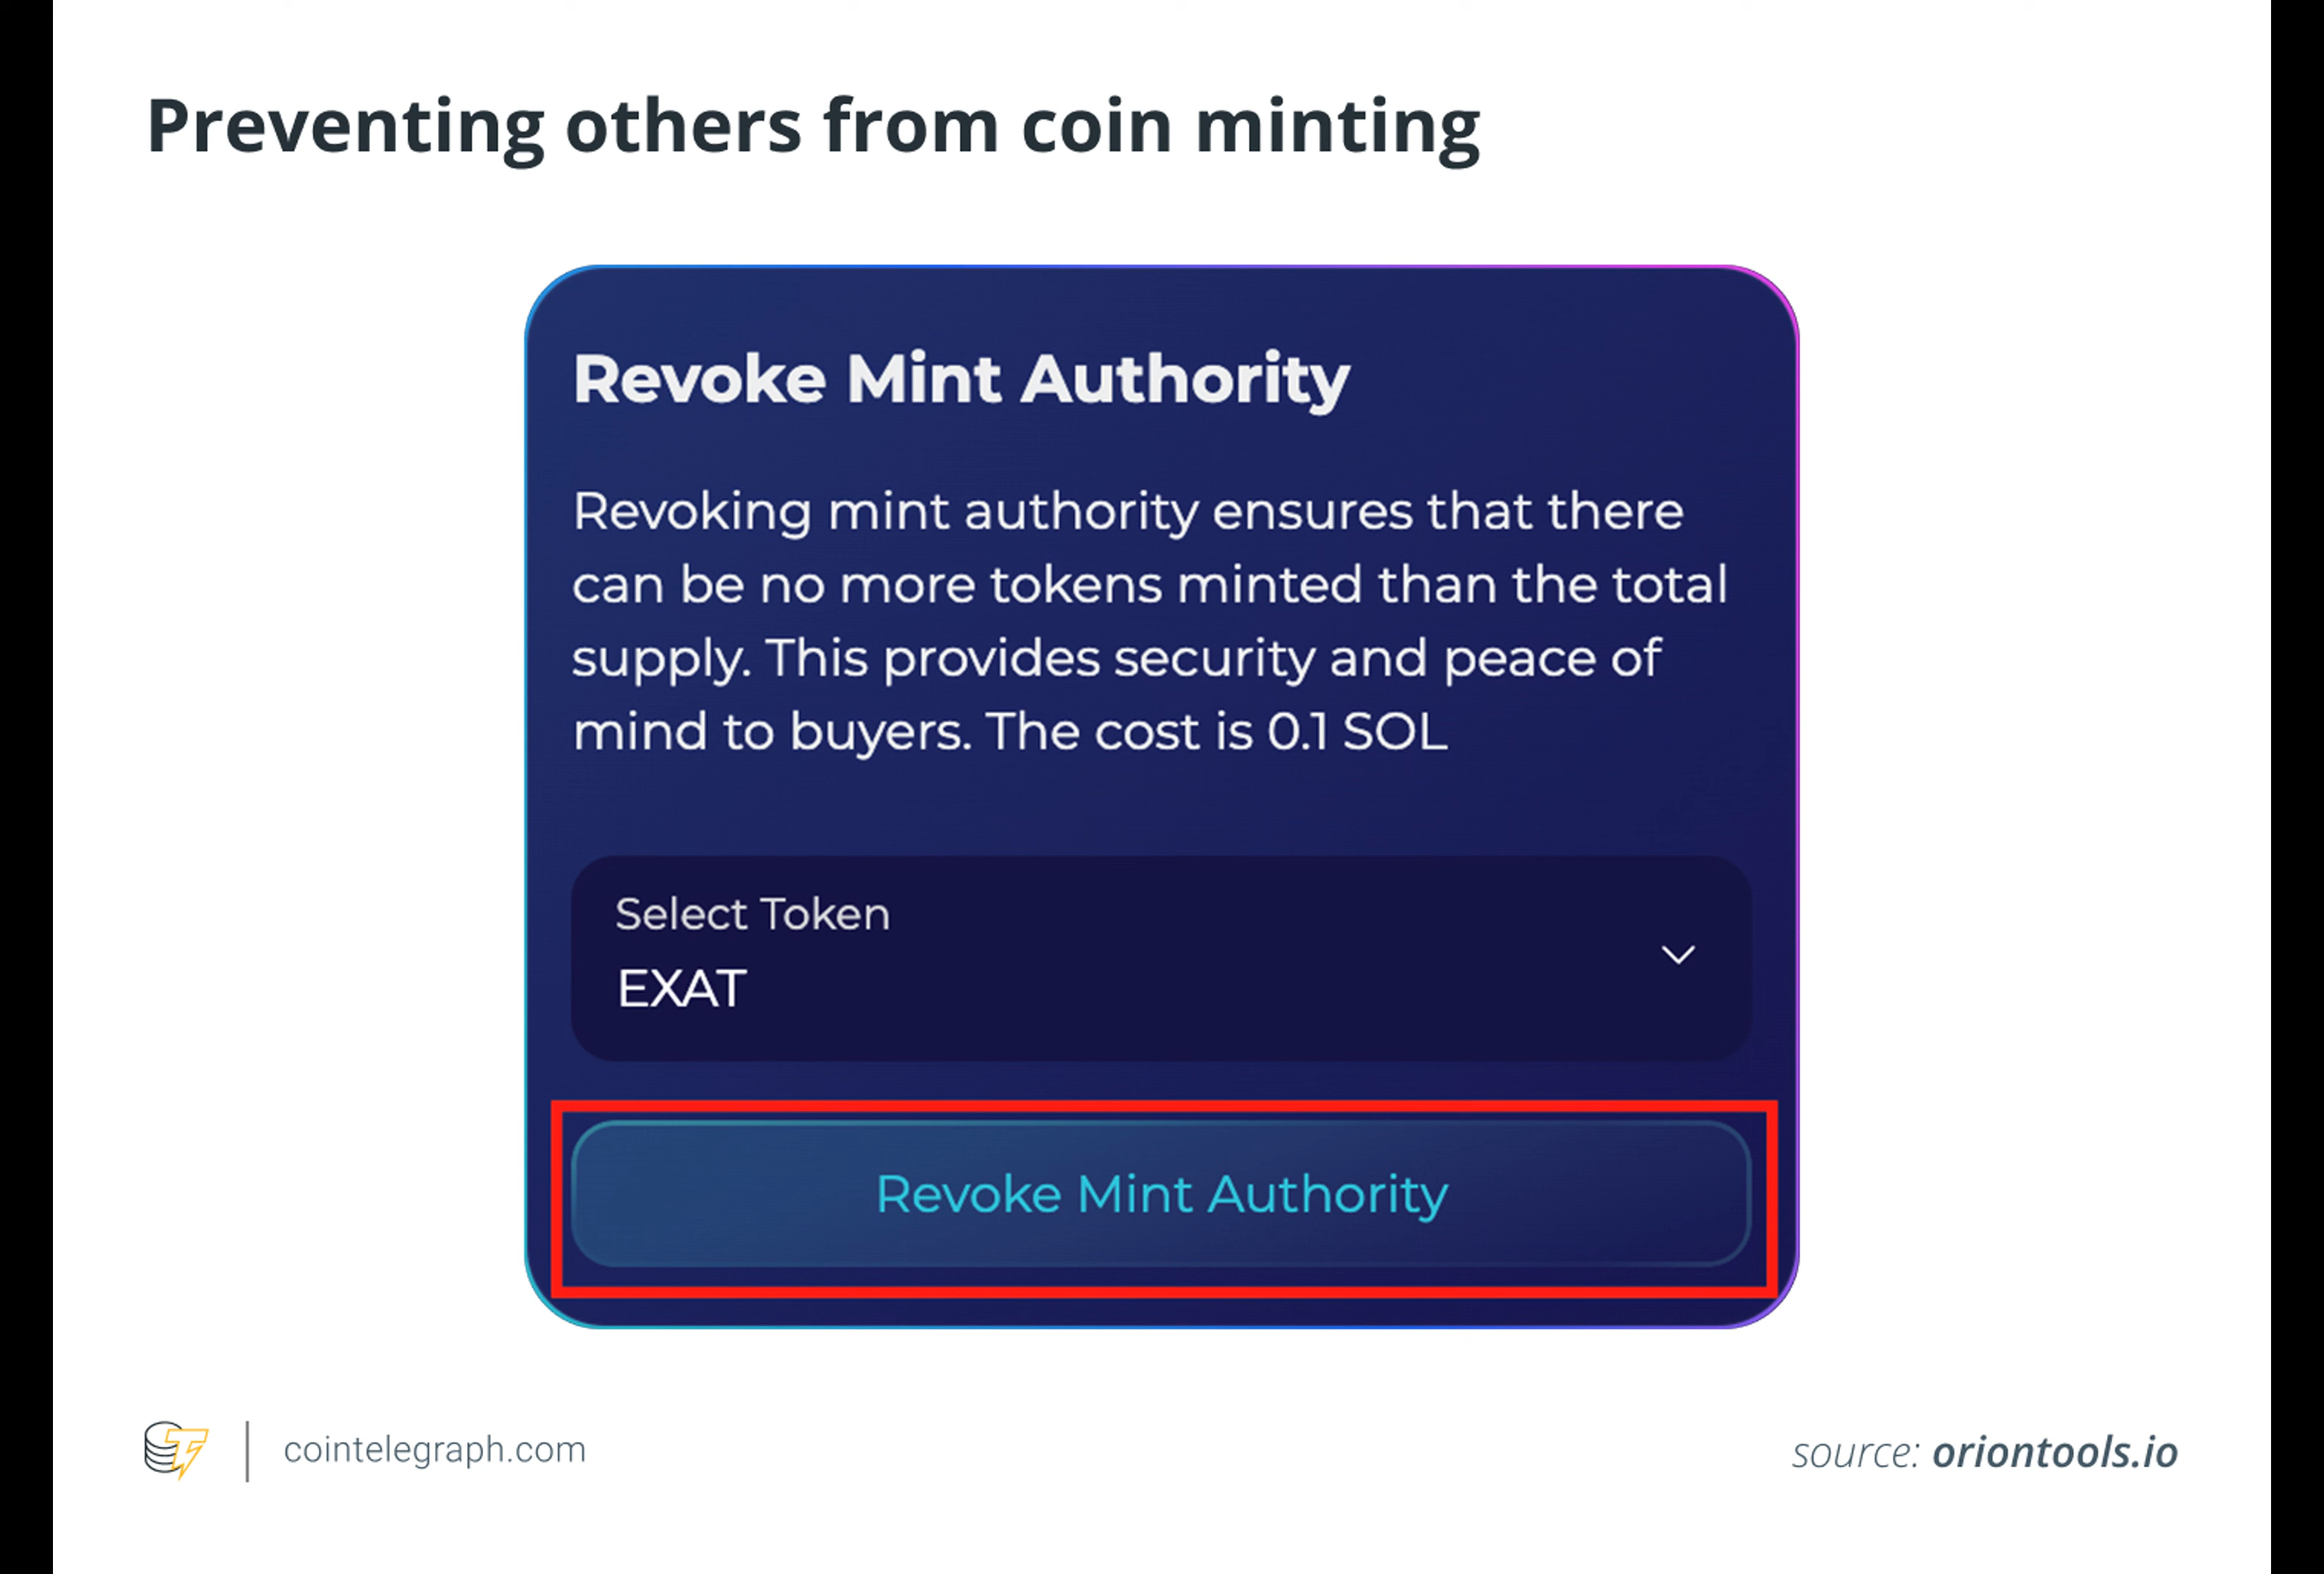 Preventing others from coin minting
Revoke Mint Authority
Revoking mint authority ensures that there
can be no more tokens minted than the total
supply. This provides security and peace of
mind to buyers. The cost is 0.1 SOL
Select Token
EXAT
Revoke Mint Authority
cointelegraph.com
source: oriontools.io